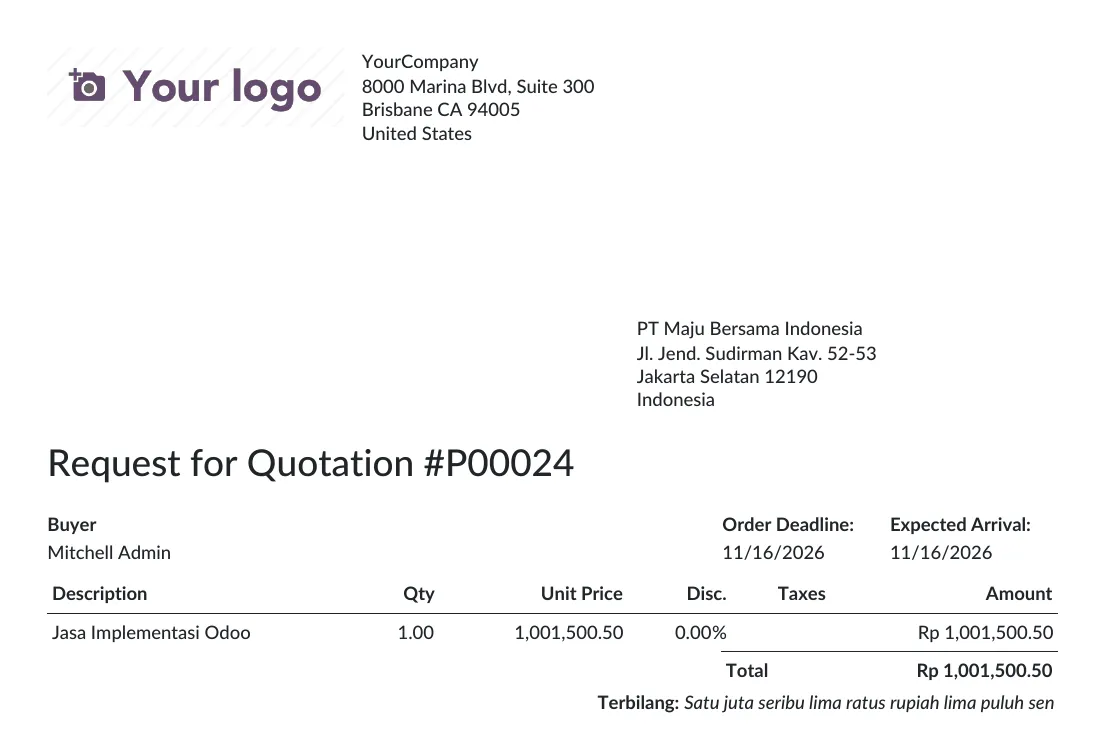 Your logo
YourCompany
8000 Marina Blvd, Suite 300
Brisbane CA 94005
United States
PT Maju Bersama Indonesia
Jl. Jend. Sudirman Kav. 52-53
Jakarta Selatan 12190
Indonesia
Request for Quotation #P00024
Buyer Order Deadline: Expected Arrival:
Mitchell Admin 11/16/2026 11/16/2026
Description Qty Unit Price Disc. Taxes Amount
Jasa Implementasi Odoo 1.00 1,001,500.50 0.00% Rp 1,001,500.50
Total Rp 1,001,500.50
Terbilang: Satu juta seribu lima ratus rupiah lima puluh sen